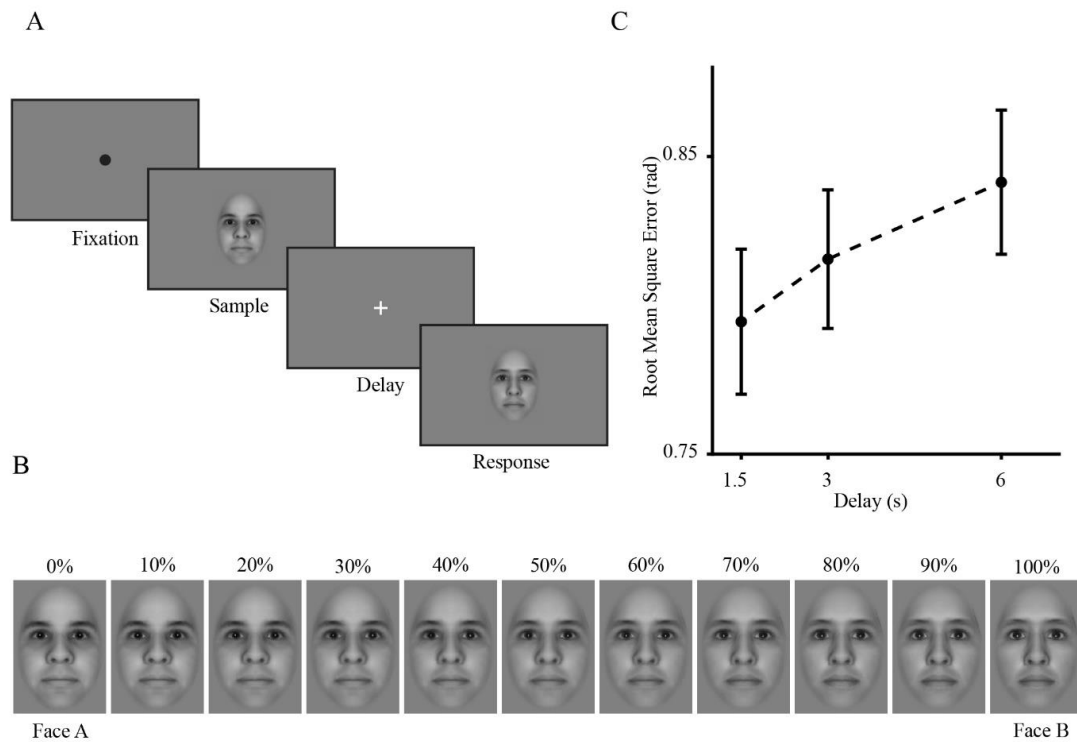 A
Fixation
Sample
Delay
Response
C
Root Mean Square Error (rad)
0.85
0.75
1.5 3 6
Delay (s)
B
0% 10% 20% 30% 40% 50% 60% 70% 80% 90% 100%
Face A Face B